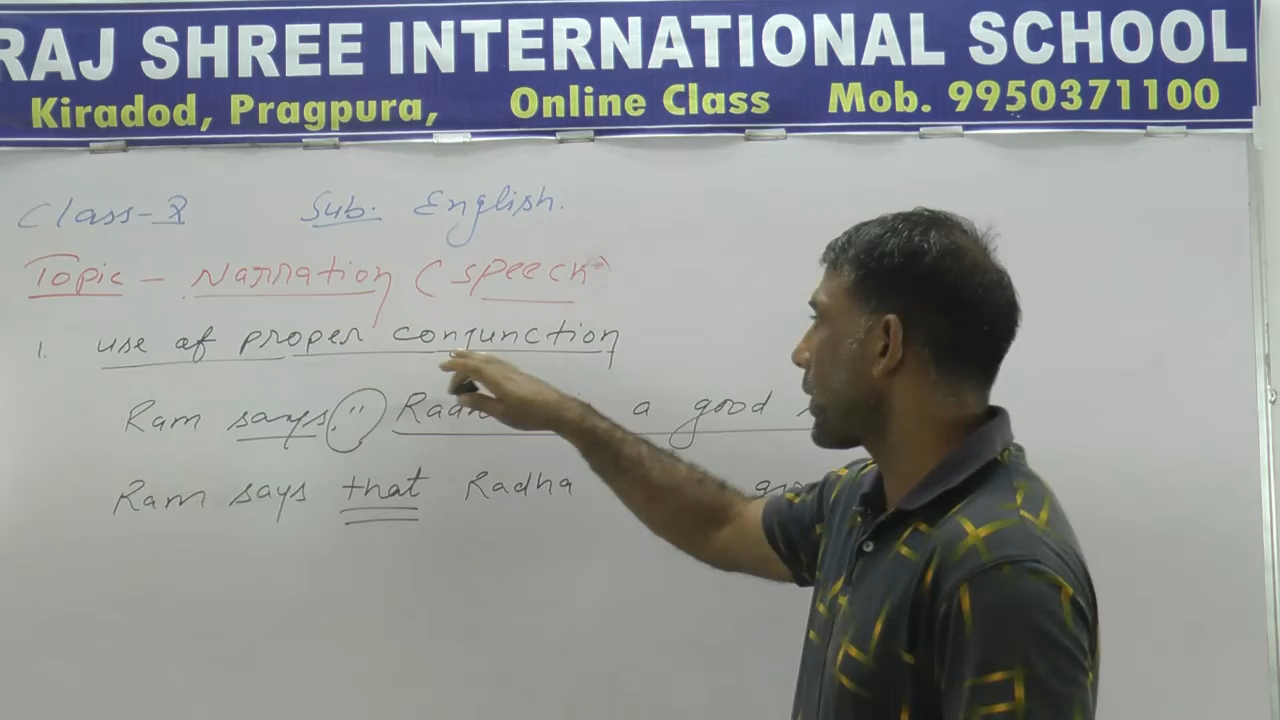 RAJ SHREE INTERNATIONAL SCHOOL
Kiradod, Pragpura, Online Class Mob. 9950371100
Class-X Sub. English.
Topic - Narration (speech)
1. use of proper conjunction
Ram says :" a good
Ram says that Radha